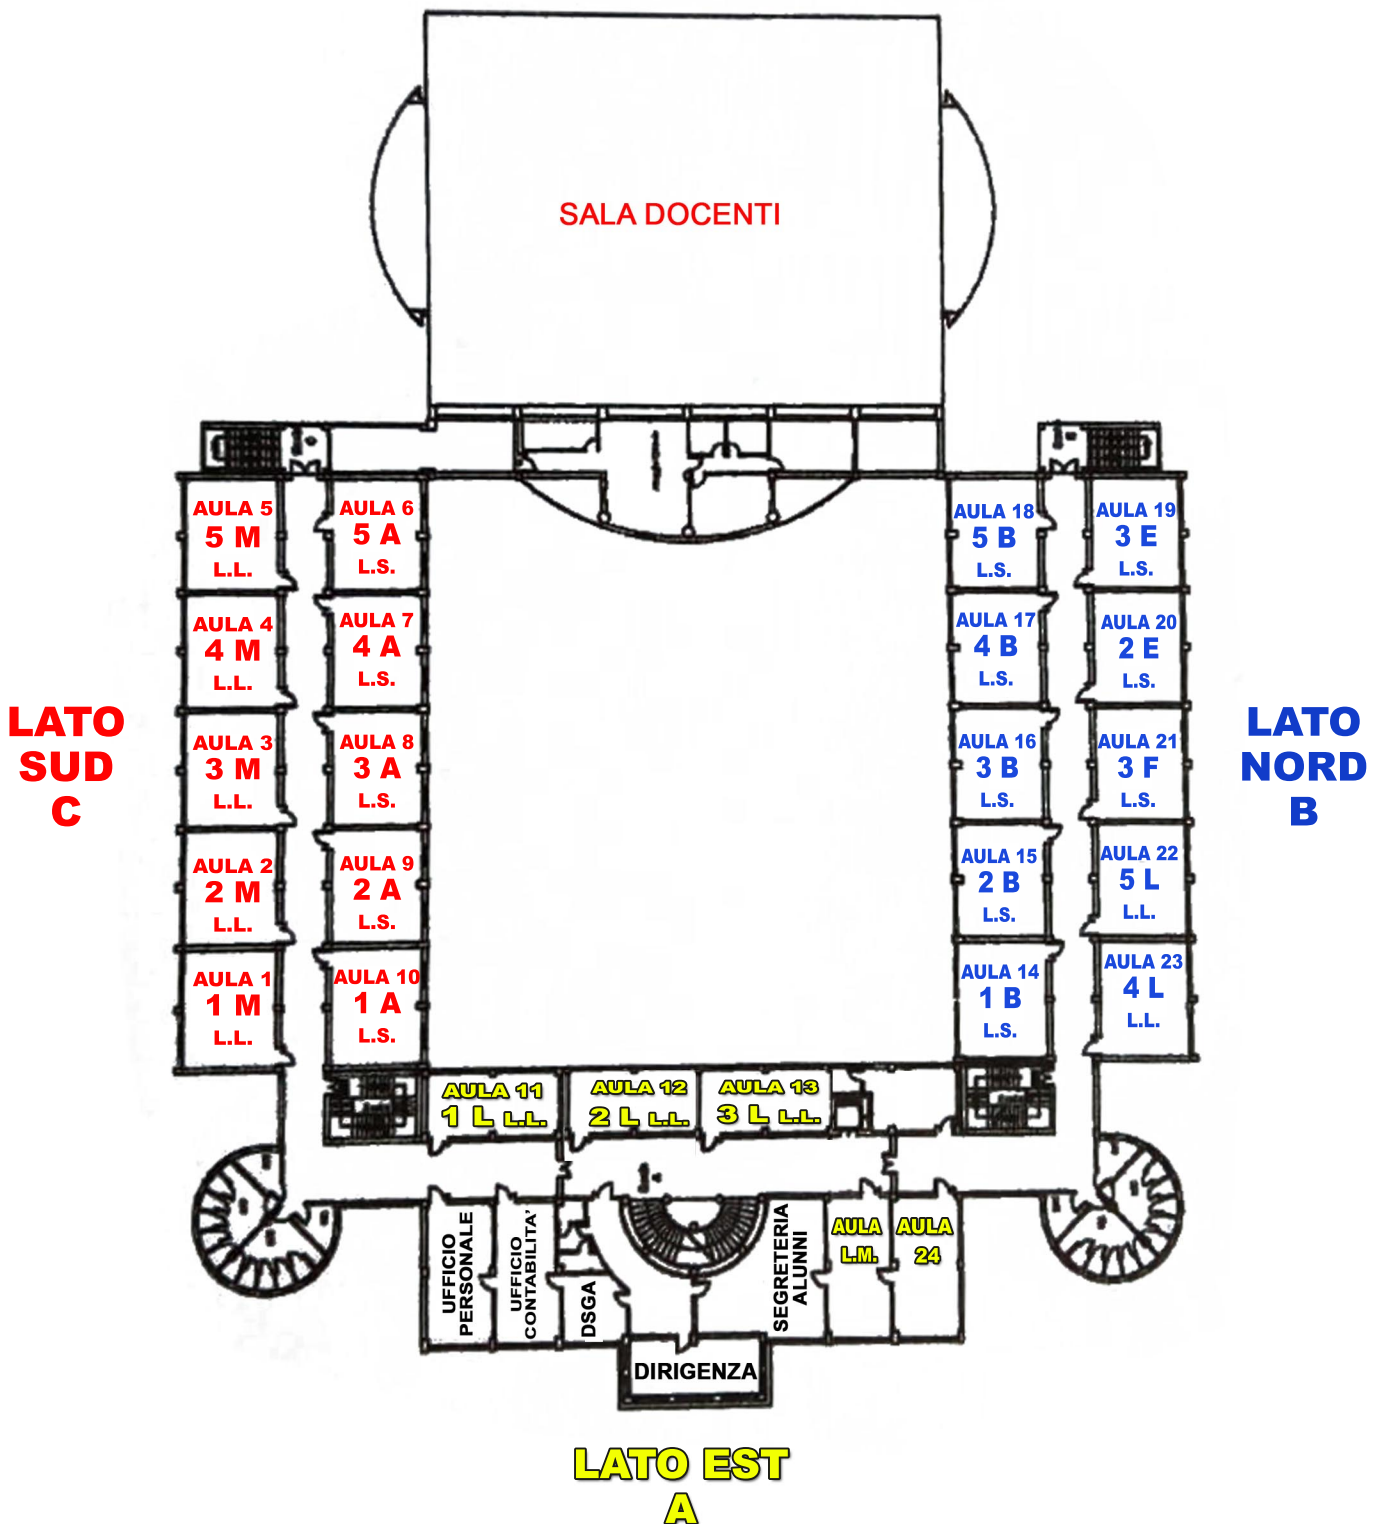 SALA DOCENTI
AULA 5
5 M
L.L.
AULA 6
5 A
L.S.
AULA 18
5 B
L.S.
AULA 19
3 E
L.S.
AULA 4
4 M
L.L.
AULA 7
4 A
L.S.
AULA 17
4 B
L.S.
AULA 20
2 E
L.S.
LATO
SUD
C
AULA 3
3 M
L.L.
AULA 8
3 A
L.S.
AULA 16
3 B
L.S.
AULA 21
3 F
L.S.
LATO
NORD
B
AULA 2
2 M
L.L.
AULA 9
2 A
L.S.
AULA 15
2 B
L.S.
AULA 22
5 L
L.L.
AULA 1
1 M
L.L.
AULA 10
1 A
L.S.
AULA 14
1 B
L.S.
AULA 23
4 L
L.L.
AULA 11
1 L L.L.
AULA 12
2 L L.L.
AULA 13
3 L L.L.
UFFICIO
PERSONALE
UFFICIO
CONTABILITA'
DSGA
SEGRETERIA
ALUNNI
AULA
L.M.
AULA
24
DIRIGENZA
LATO EST
A